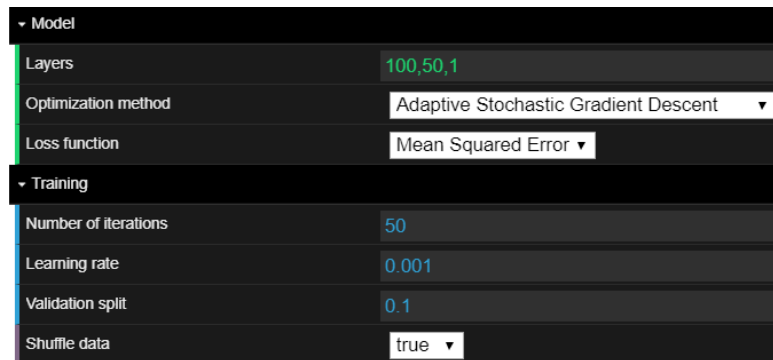 Model
Layers 100,50,1
Optimization method Adaptive Stochastic Gradient Descent
Loss function Mean Squared Error
Training
Number of iterations 50
Learning rate 0.001
Validation split 0.1
Shuffle data true